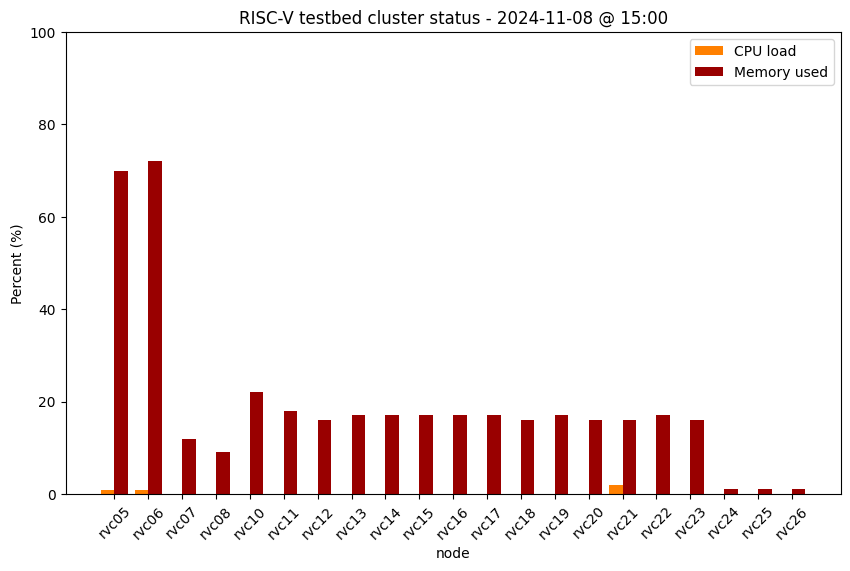 RISC-V testbed cluster status - 2024-11-08 @ 15:00
CPU load
Memory used
Percent (%)
100
80
60
40
20
0
rvc05
rvc06
rvc07
rvc08
rvc10
rvc11
rvc12
rvc13
rvc14
rvc15
rvc16
rvc17
rvc18
rvc19
rvc20
rvc21
rvc22
rvc23
rvc24
rvc25
rvc26
node